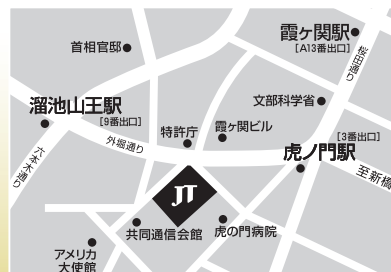 霞ヶ関駅
[A13番出口]
首相官邸
桜田通り
溜池山王駅
[9番出口]
文部科学省
特許庁
霞ヶ関ビル
[3番出口]
外堀通り
虎ノ門駅
六本木通り
至新橋
JT
共同通信会館
虎の門病院
アメリカ
大使館